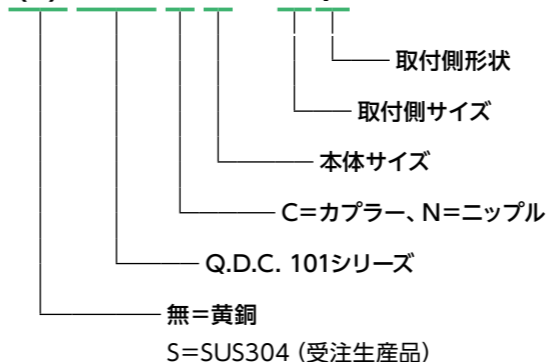 取付側形状
取付側サイズ
本体サイズ
C=カプラー、N=ニップル
Q.D.C. 101シリーズ
無=黄銅
S=SUS304（受注生産品）